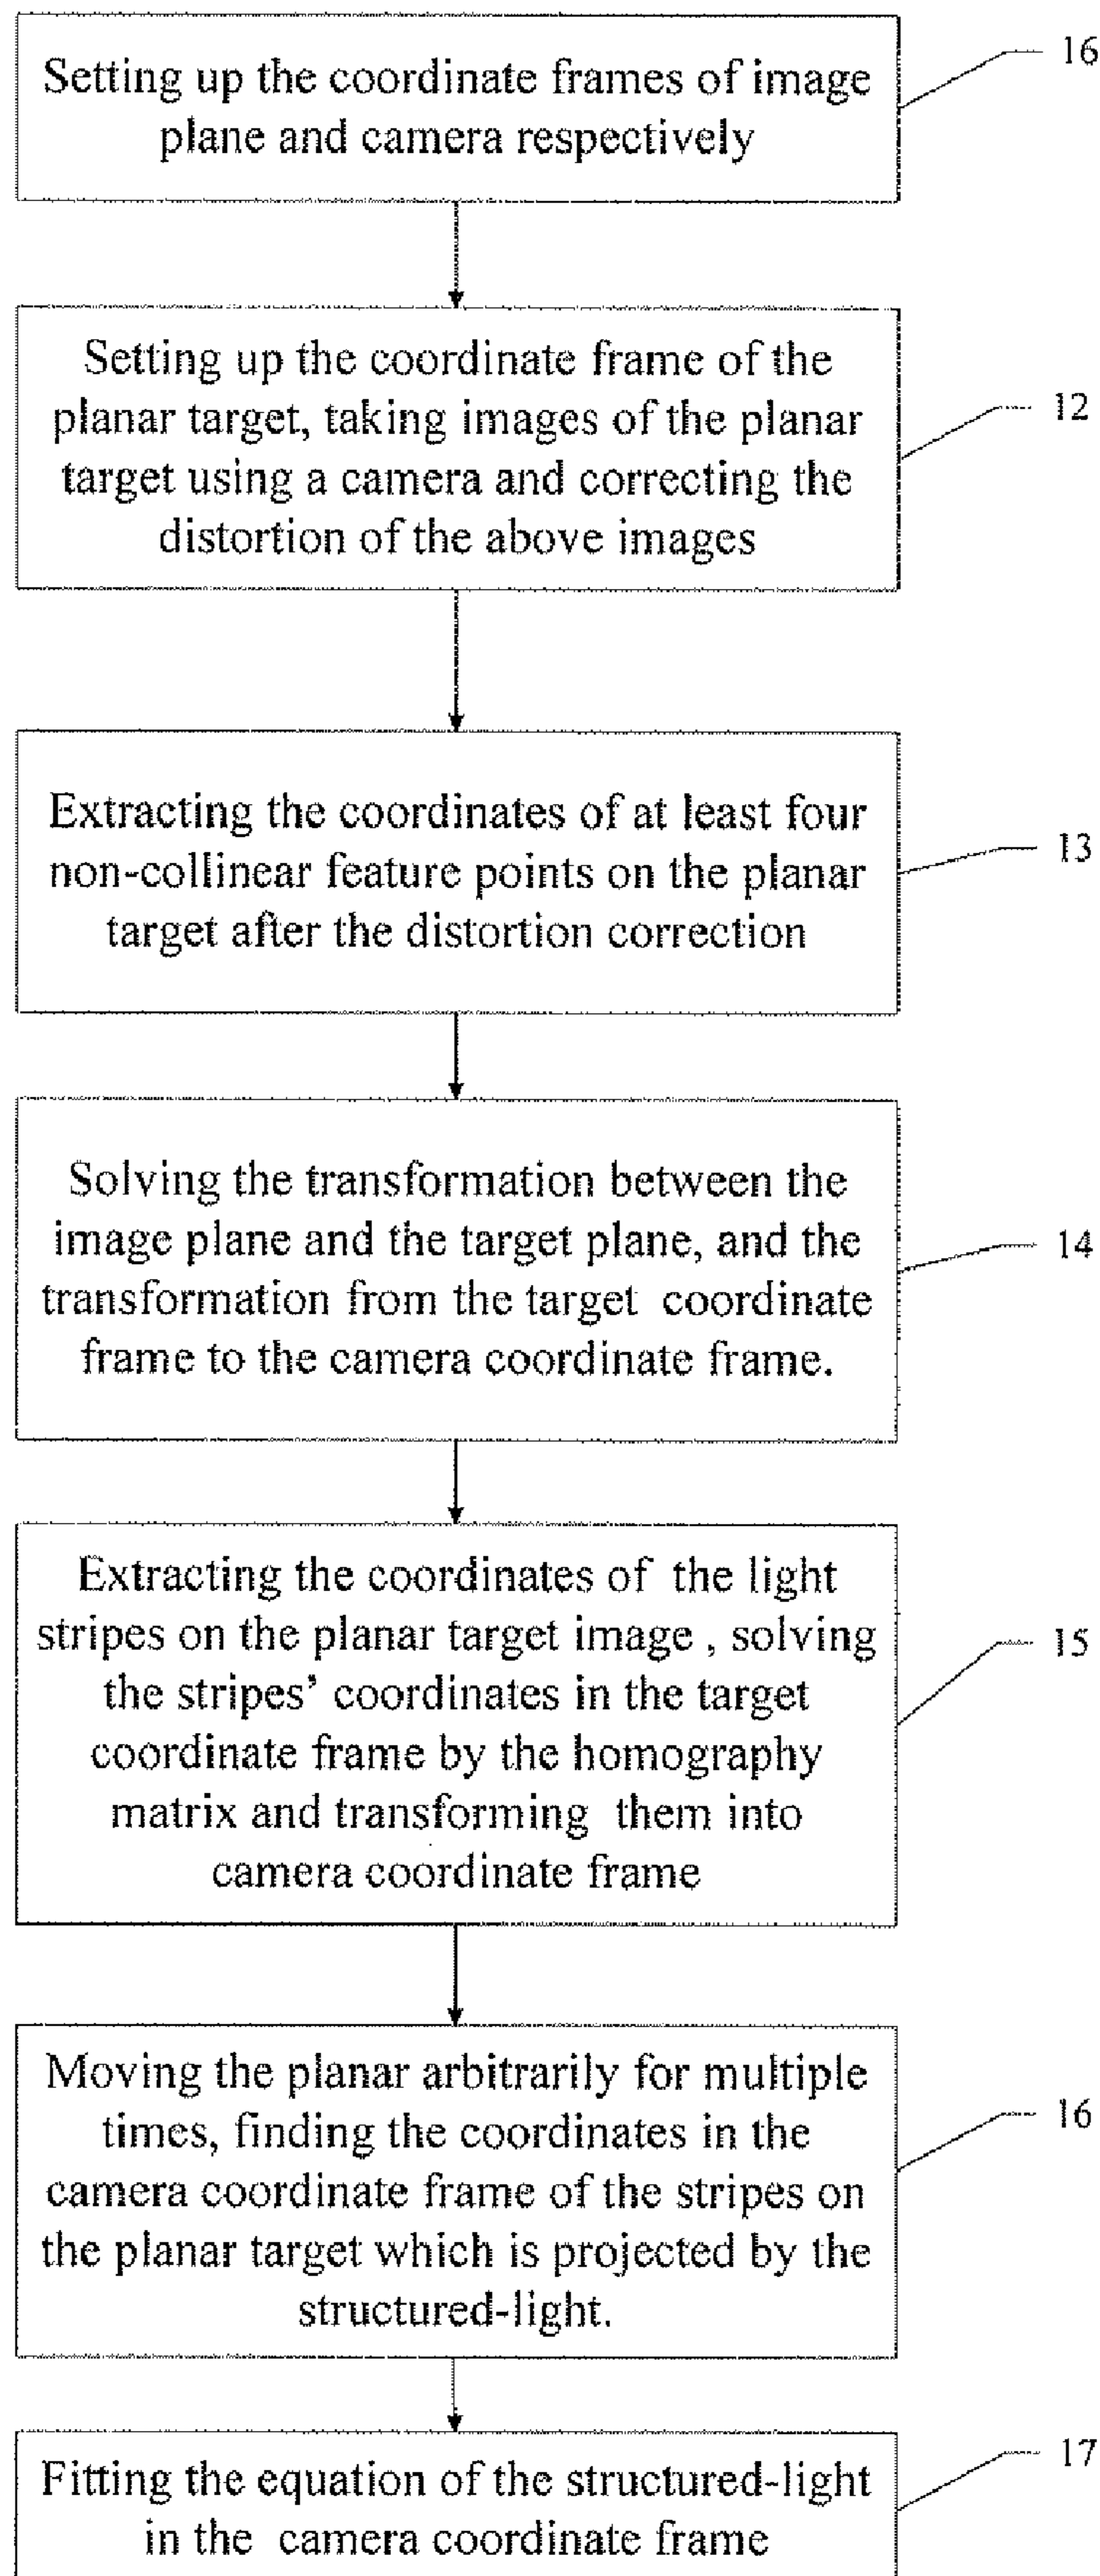 Setting up the coordinate frames of image
plane and camera respectively
16
Setting up the coordinate frame of the
planar target, taking images of the planar
target using a camera and correcting the
distortion of the above images
12
Extracting the coordinates of at least four
non-collinear feature points on the planar
target after the distortion correction
13
Solving the transformation between the
image plane and the target plane, and the
transformation from the target coordinate
frame to the camera coordinate frame.
14
Extracting the coordinates of the light
stripes on the planar target image , solving
the stripes’ coordinates in the target
coordinate frame by the homography
matrix and transforming them into
camera coordinate frame
15
Moving the planar arbitrarily for multiple
times, finding the coordinates in the
camera coordinate frame of the stripes on
the planar target which is projected by the
structured-light.
16
Fitting the equation of the structured-light
in the camera coordinate frame
17